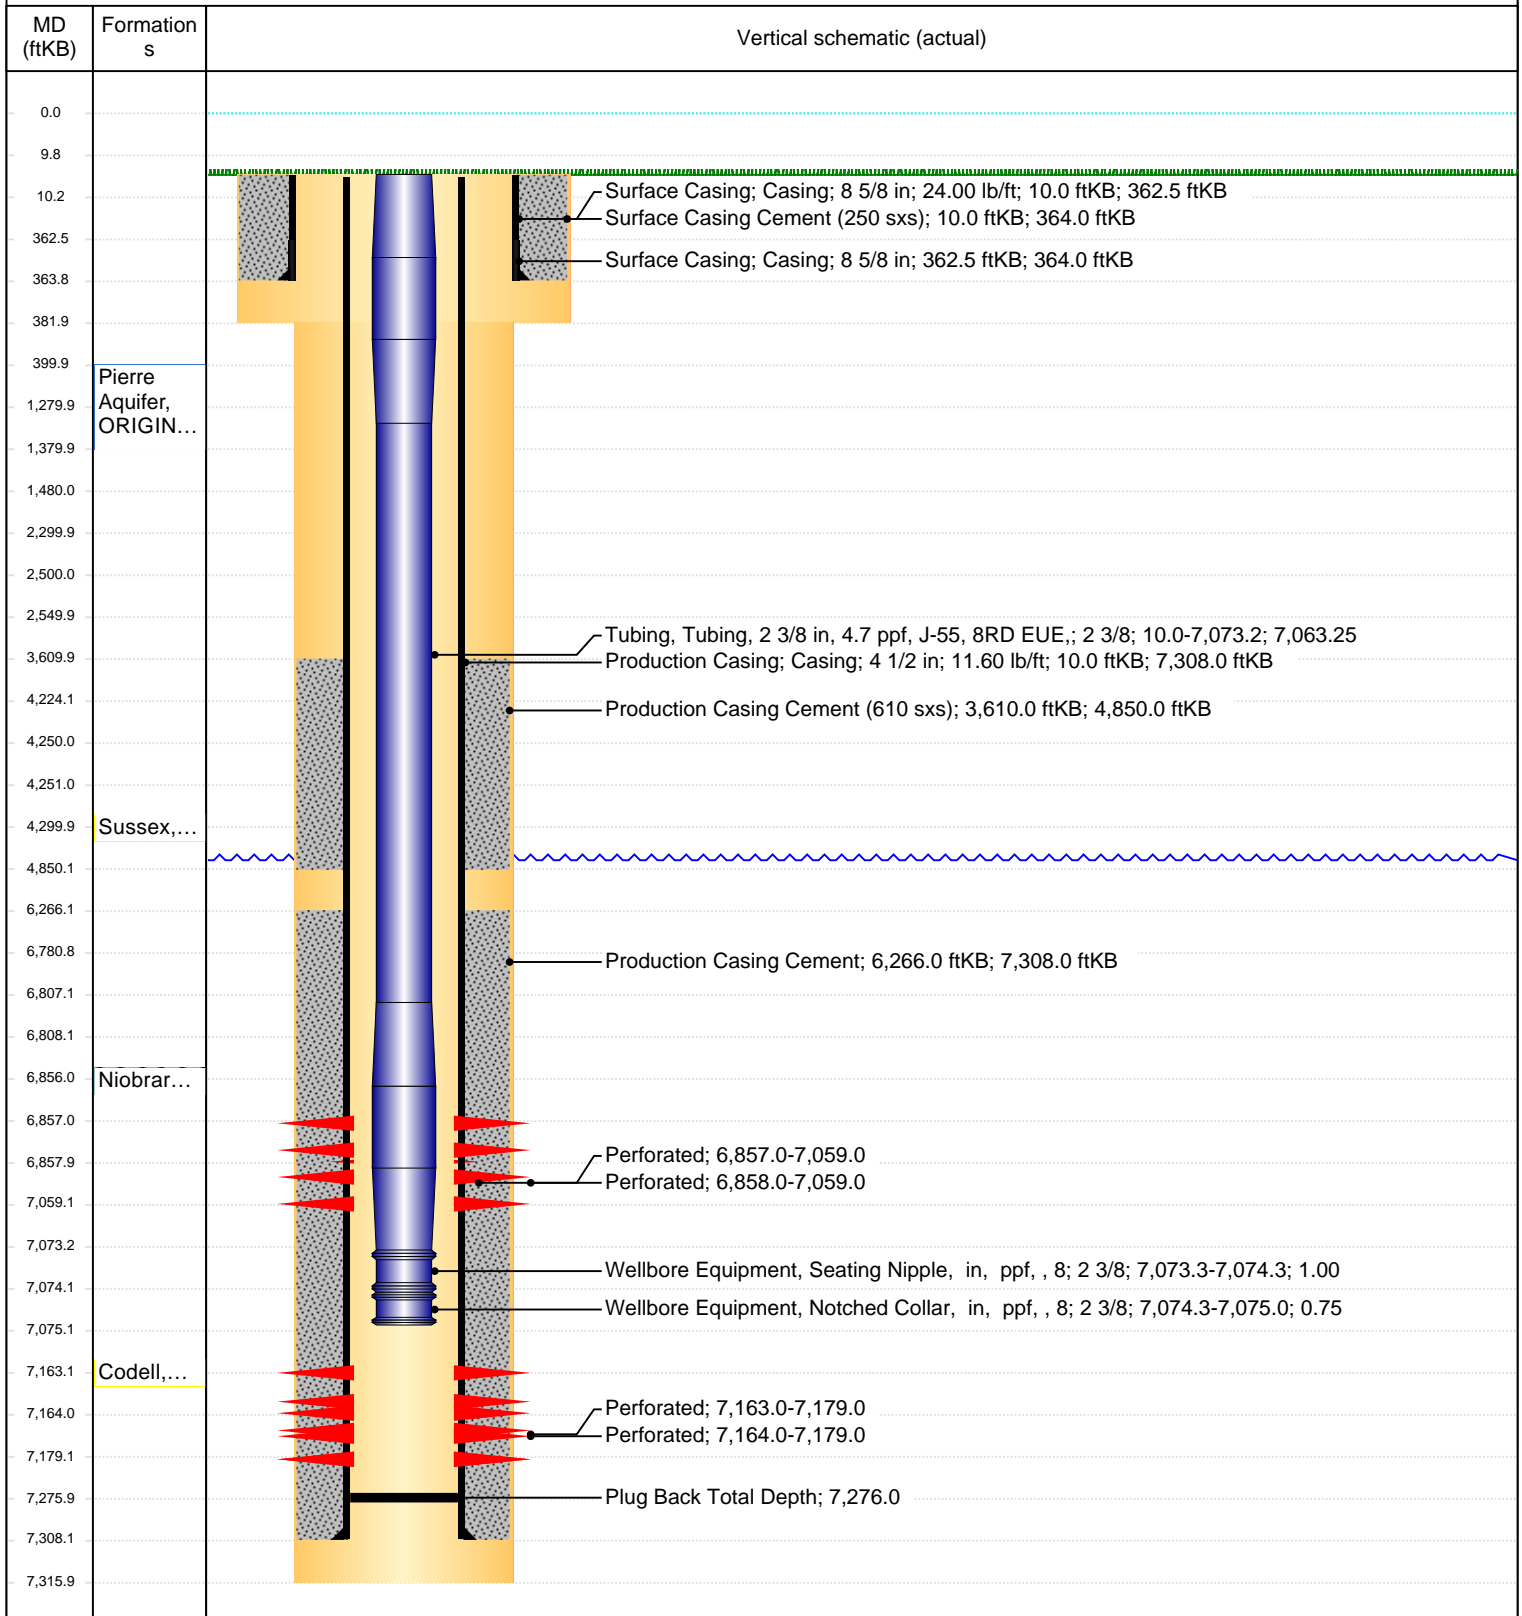 MD
(ftKB)
Formation
s
Vertical schematic (actual)
0.0
9.8
10.2
Surface Casing; Casing; 8 5/8 in; 24.00 lb/ft; 10.0 ftKB; 362.5 ftKB
Surface Casing Cement (250 sxs); 10.0 ftKB; 364.0 ftKB
362.5
Surface Casing; Casing; 8 5/8 in; 362.5 ftKB; 364.0 ftKB
363.8
381.9
399.9
Pierre
Aquifer,
ORIGIN...
1,279.9
1,379.9
1,480.0
2,299.9
2,500.0
2,549.9
Tubing, Tubing, 2 3/8 in, 4.7 ppf, J-55, 8RD EUE,; 2 3/8; 10.0-7,073.2; 7,063.25
3,609.9
Production Casing; Casing; 4 1/2 in; 11.60 lb/ft; 10.0 ftKB; 7,308.0 ftKB
4,224.1
Production Casing Cement (610 sxs); 3,610.0 ftKB; 4,850.0 ftKB
4,250.0
4,251.0
4,299.9
Sussex,...
4,850.1
6,266.1
6,780.8
Production Casing Cement; 6,266.0 ftKB; 7,308.0 ftKB
6,807.1
6,808.1
6,856.0
Niobrar...
6,857.0
6,857.9
Perforated; 6,857.0-7,059.0
Perforated; 6,858.0-7,059.0
7,059.1
7,073.2
Wellbore Equipment, Seating Nipple,  in,  ppf, , 8; 2 3/8; 7,073.3-7,074.3; 1.00
7,074.1
Wellbore Equipment, Notched Collar,  in,  ppf, , 8; 2 3/8; 7,074.3-7,075.0; 0.75
7,075.1
7,163.1
Codell,...
7,164.0
Perforated; 7,163.0-7,179.0
Perforated; 7,164.0-7,179.0
7,179.1
7,275.9
Plug Back Total Depth; 7,276.0
7,308.1
7,315.9